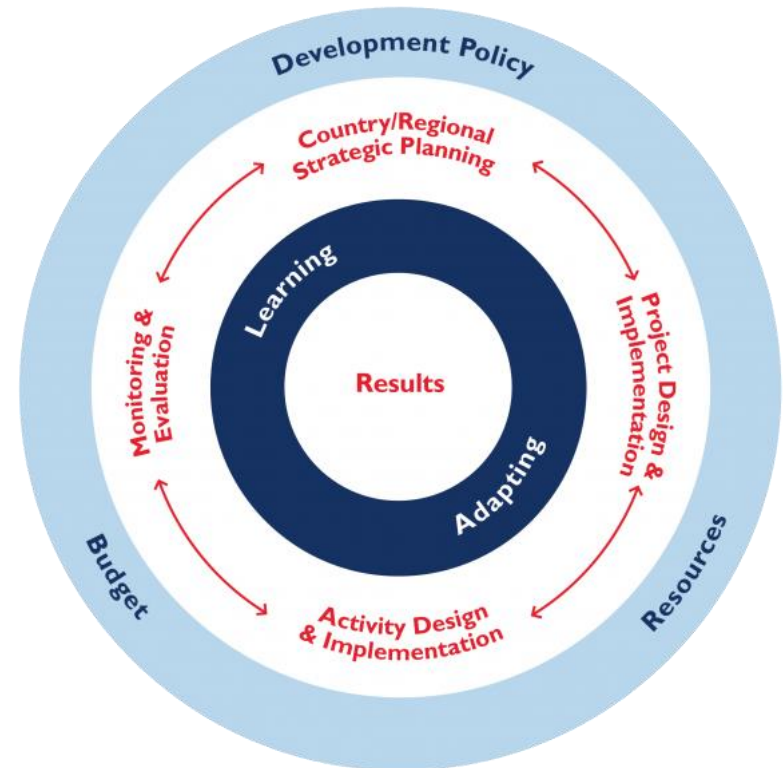 Development Policy
Country/Regional
Strategic Planning
Learning
Monitoring &
Evaluation
Results
Project Design &
Implementation
Adapting
Budget
Resources
Activity Design
& Implementation